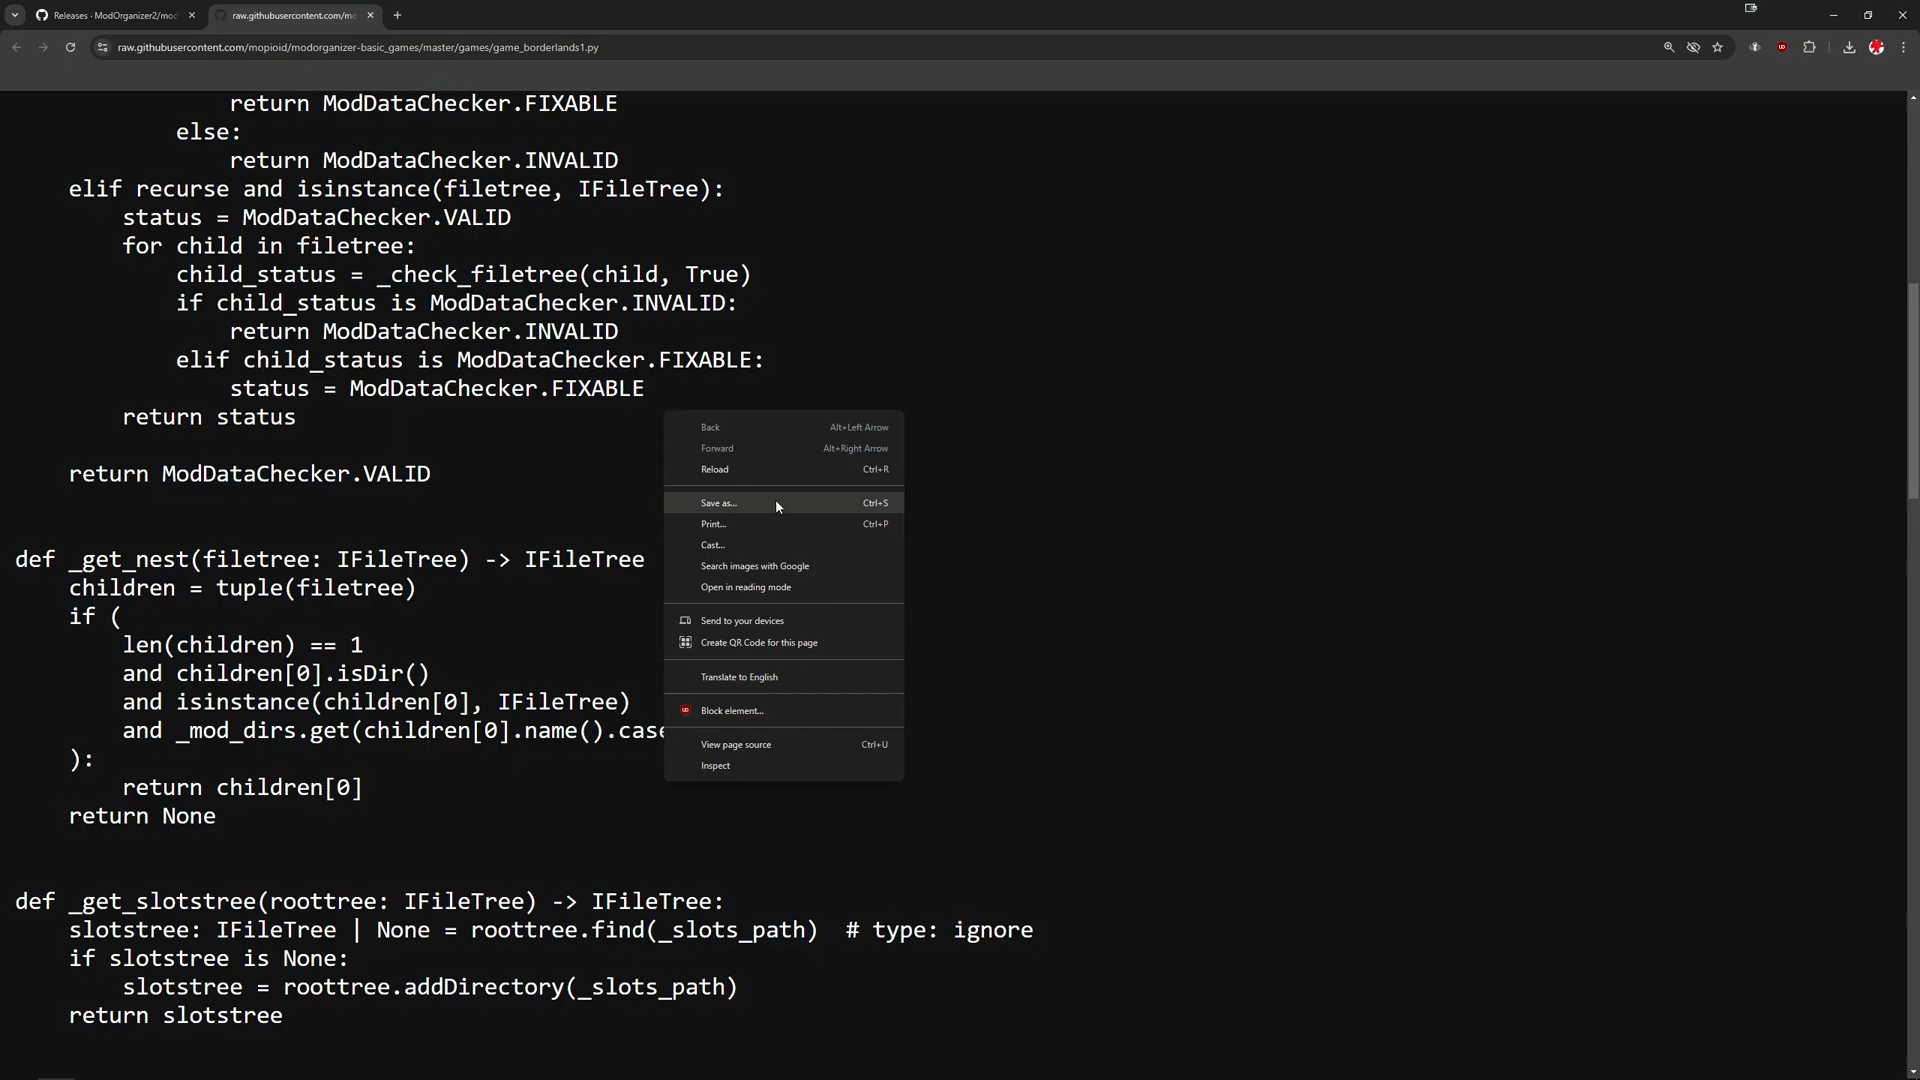 Releases · ModOrganizer2/mod
raw.githubusercontent.com/mo
raw.githubusercontent.com/mopioid/modorganizer-basic_games/master/games/game_borderlands1.py
return ModDataChecker.FIXABLE
else:
return ModDataChecker.INVALID
elif recurse and isinstance(filetree, IFileTree):
status = ModDataChecker.VALID
for child in filetree:
child_status = _check_filetree(child, True)
if child_status is ModDataChecker.INVALID:
return ModDataChecker.INVALID
elif child_status is ModDataChecker.FIXABLE:
status = ModDataChecker.FIXABLE
return status
return ModDataChecker.VALID
def _get_nest(filetree: IFileTree) -> IFileTree
children = tuple(filetree)
if (
len(children) == 1
and children[0].isDir()
and isinstance(children[0], IFileTree)
and _mod_dirs.get(children[0].name().case
):
return children[0]
return None
def _get_slotstree(roottree: IFileTree) -> IFileTree:
slotstree: IFileTree | None = roottree.find(_slots_path)  # type: ignore
if slotstree is None:
slotstree = roottree.addDirectory(_slots_path)
return slotstree
Back Alt+Left Arrow
Forward Alt+Right Arrow
Reload Ctrl+R
Save as... Ctrl+S
Print... Ctrl+P
Cast...
Search images with Google
Open in reading mode
Send to your devices
Create QR Code for this page
Translate to English
Block element...
View page source Ctrl+U
Inspect